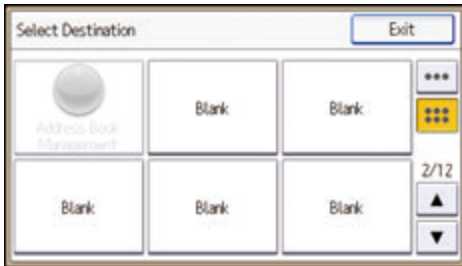 Select Destination
Exit
Address Book
Management
Blank
Blank
2/12
Blank
Blank
Blank